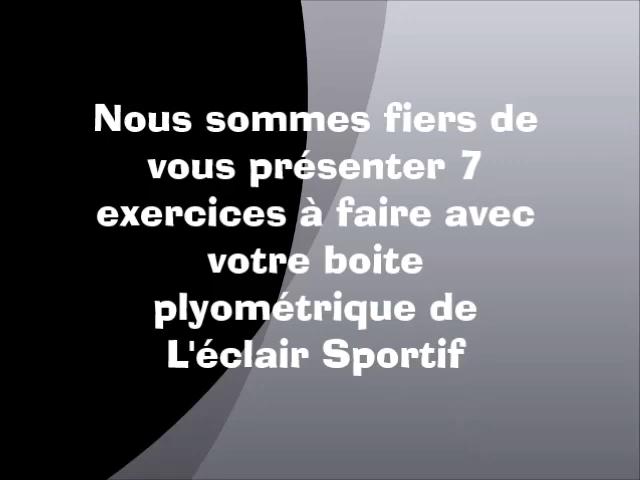 Nous sommes fiers de
vous présenter 7
exercices à faire avec
votre boite
plyométrique de
L'éclair Sportif